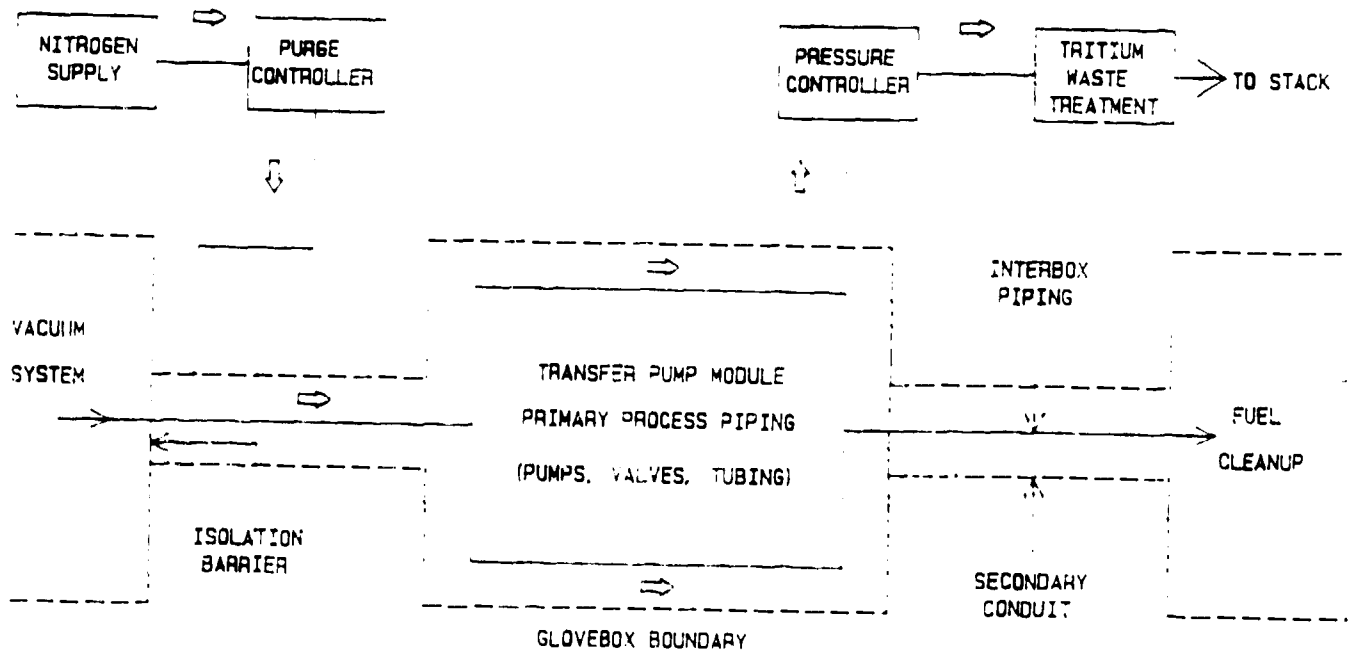 NITROGEN
SUPPLY
PURGE
CONTROLLER
PRESSURE
CONTROLLER
TRITIUM
WASTE
TREATMENT
TO STACK
INTERBOX
PIPING
VACUUM
SYSTEM
TRANSFER PUMP MODULE
PRIMARY PROCESS PIPING
(PUMPS, VALVES, TUBING)
FUEL
CLEANUP
ISOLATION
BARRIER
SECONDARY
CONDUIT
GLOVEBOX BOUNDARY